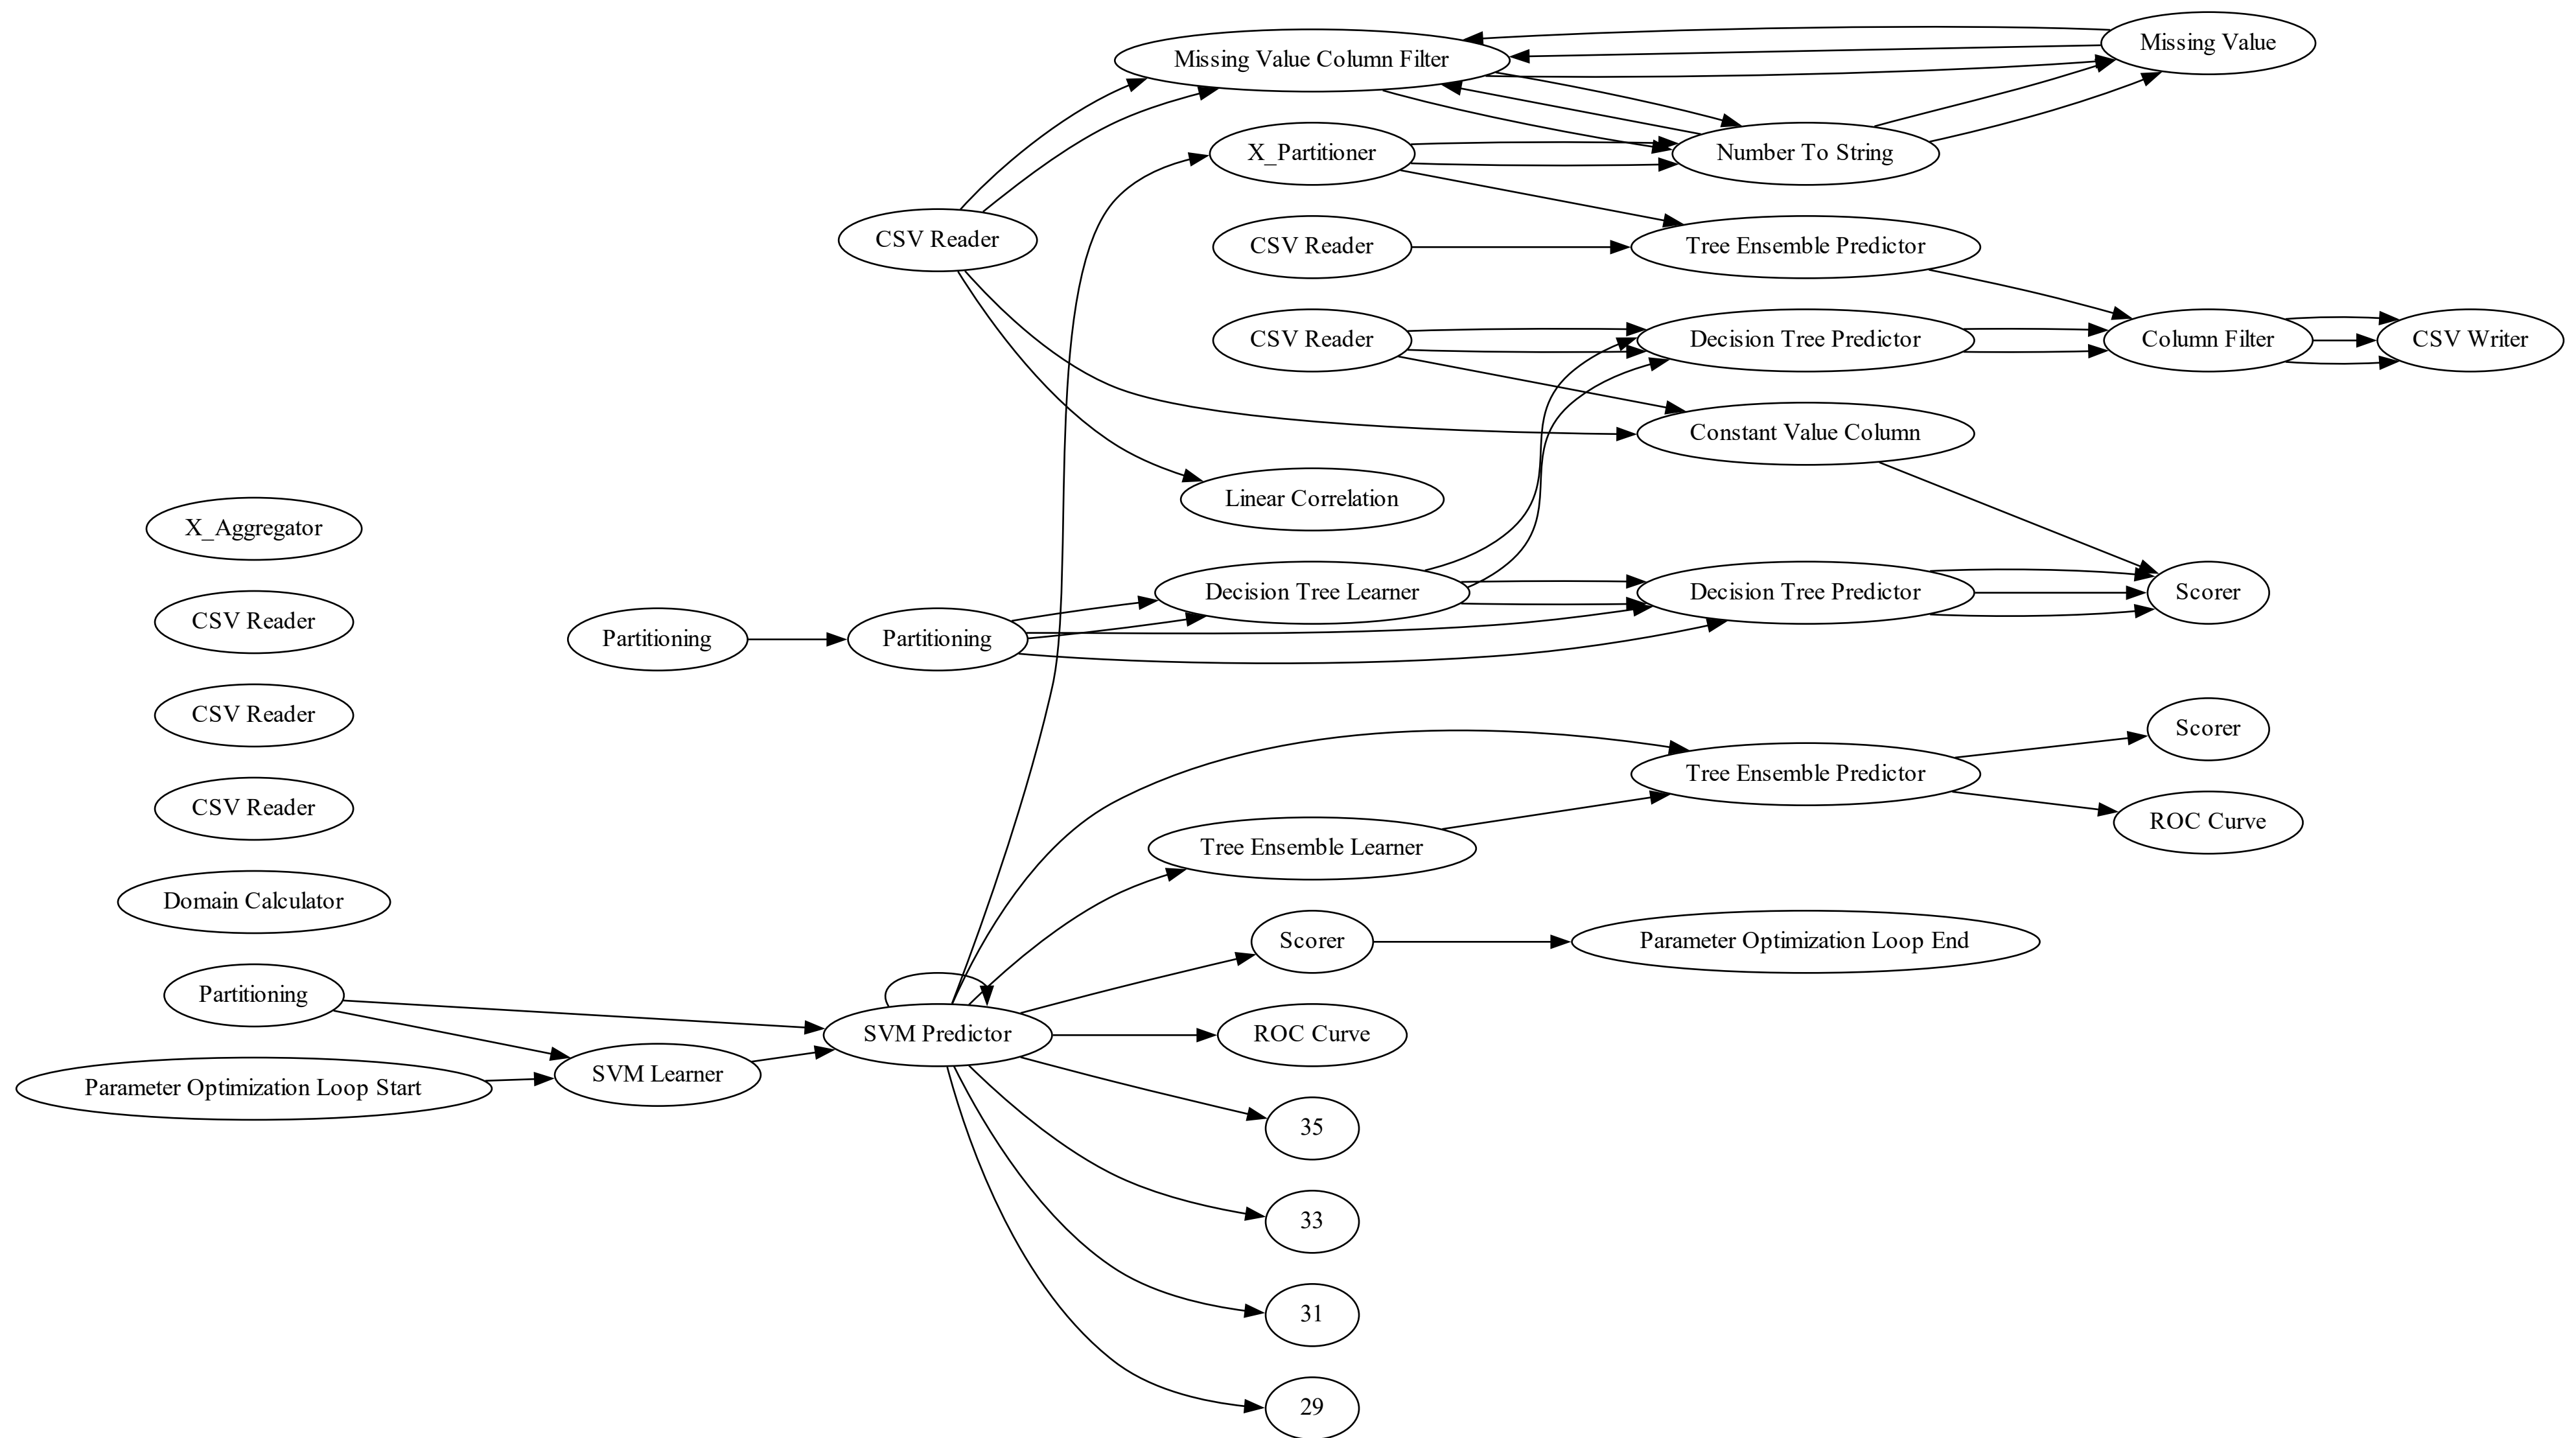 Missing Value
Missing Value Column Filter
X_Partitioner
Number To String
CSV Reader
CSV Reader
Tree Ensemble Predictor
CSV Reader
Decision Tree Predictor
Column Filter
CSV Writer
Constant Value Column
Linear Correlation
X_Aggregator
Decision Tree Learner
Decision Tree Predictor
Scorer
CSV Reader
Partitioning
Partitioning
CSV Reader
Scorer
Tree Ensemble Predictor
CSV Reader
ROC Curve
Tree Ensemble Learner
Domain Calculator
Scorer
Parameter Optimization Loop End
Partitioning
SVM Predictor
ROC Curve
SVM Learner
Parameter Optimization Loop Start
35
33
31
29